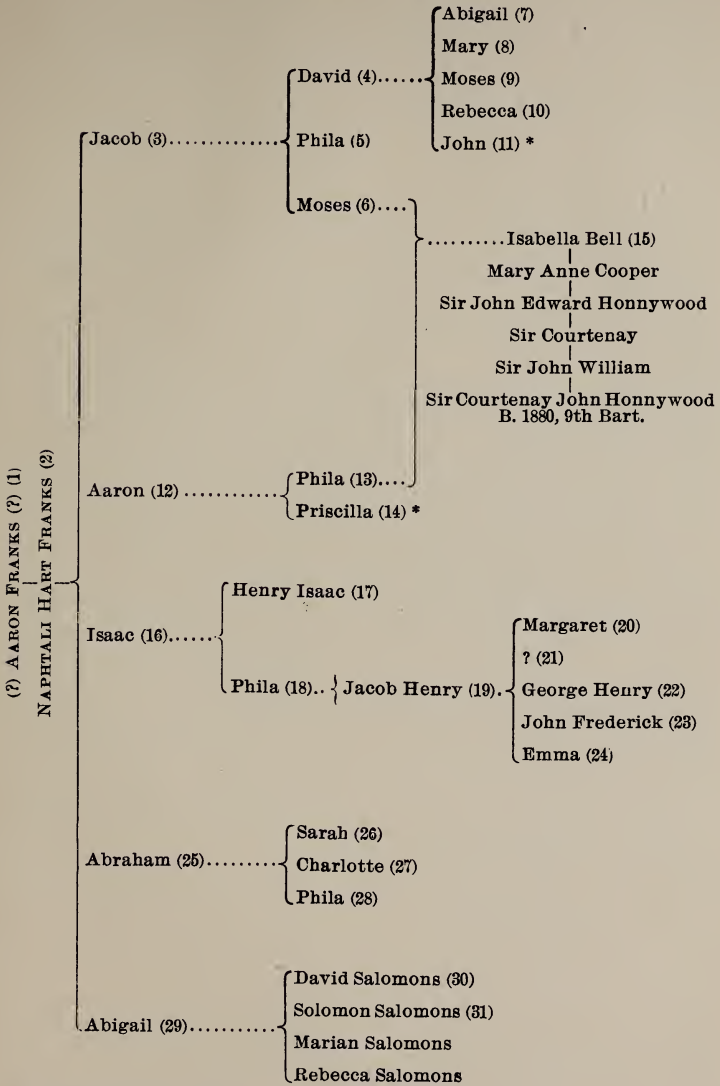 (?) AARON FRANKS (?) (1)
NAPHTALI HART FRANKS (2)
Jacob (3)..............
David (4)......
Abigail (7)
Mary (8)
Moses (9)
Rebecca (10)
John (11) *
Phila (5)
Moses (6)....
..........Isabella Bell (15)
Mary Anne Cooper
Sir John Edward Honnywood
Sir Courtenay
Sir John William
Sir Courtenay John Honnywood
B. 1880, 9th Bart.
Aaron (12) ............
Phila (13)....
Priscilla (14) *
Isaac (16)......
Henry Isaac (17)
Phila (18).. } Jacob Henry (19).
Margaret (20)
? (21)
George Henry (22)
John Frederick (23)
Emma (24)
Abraham (25).........
Sarah (26)
Charlotte (27)
Phila (28)
Abigail (29)...........
David Salomons (30)
Solomon Salomons (31)
Marian Salomons
Rebecca Salomons